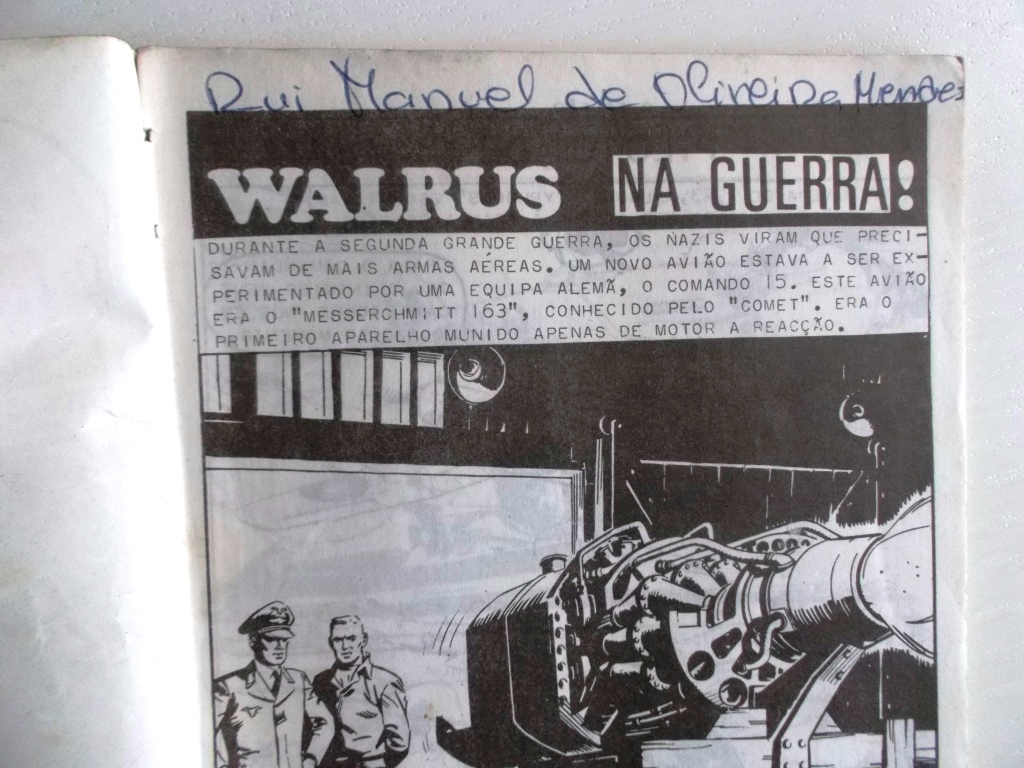 Rui Manuel de Oliveira Mendes
WALRUS NA GUERRA!
DURANTE A SEGUNDA GRANDE GUERRA, OS NAZIS VIRAM QUE PRECI-
SAVAM DE MAIS ARMAS AÉREAS. UM NOVO AVIÃO ESTAVA A SER EX-
PERIMENTADO POR UMA EQUIPA ALEMÃ, O COMANDO 15. ESTE AVIÃO
ERA O "MESSERCHMITT 163", CONHECIDO PELO "COMET". ERA O
PRIMEIRO APARELHO MUNIDO APENAS DE MOTOR A REACÇÃO.